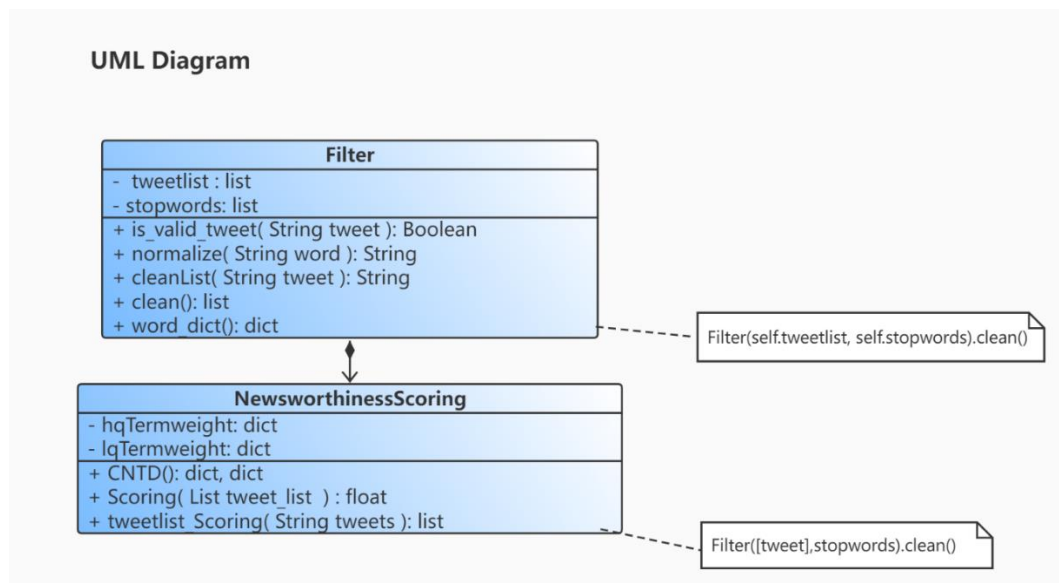 UML Diagram
Filter
- tweetlist : list
- stopwords: list
+ is_valid_tweet( String tweet ): Boolean
+ normalize( String word ): String
+ cleanList( String tweet ): String
+ clean(): list
+ word_dict(): dict
Filter(self.tweetlist, self.stopwords).clean()
NewsworthinessScoring
- hqTermweight: dict
- lqTermweight: dict
+ CNTD(): dict, dict
+ Scoring( List tweet_list ) : float
+ tweetlist_Scoring( String tweets ): list
Filter([tweet],stopwords).clean()